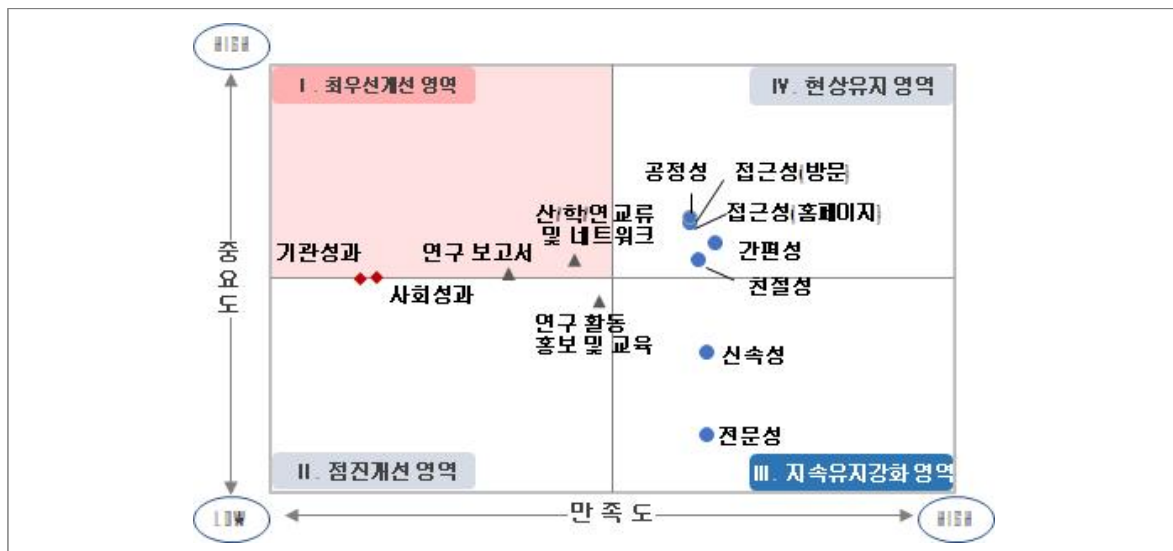 HIGH
Ⅰ. 최우선개선 영역
Ⅳ. 현상유지 영역
공정성
접근성(방문)
산/학/연 교류
및 네트워크
접근성(홈페이지)
기관성과
연구 보고서
간편성
중요도
사회성과
친절성
연구 활동
홍보 및 교육
신속성
전문성
Ⅱ. 점진개선 영역
Ⅲ. 지속유지강화 영역
LOW
만족도
HIGH